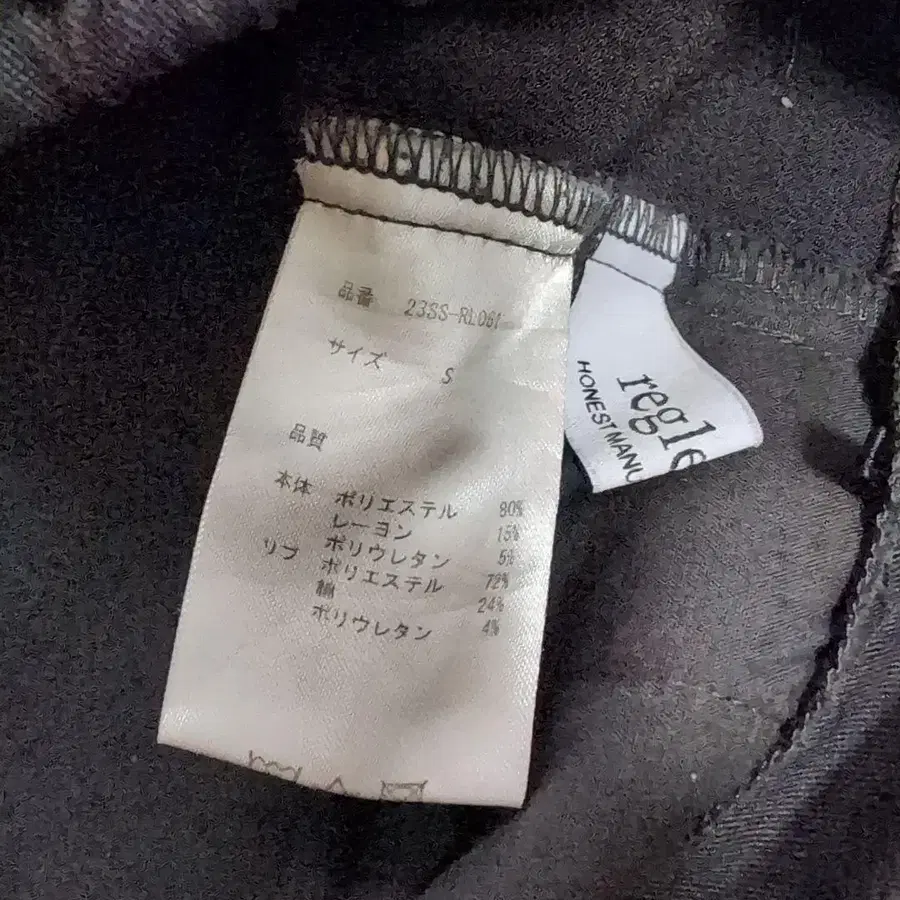 品番 23SS-RL061
サイズ S
品質
本体 ポリエステル 80%
レーヨン 15%
ポリウレタン 5%
リブ ポリエステル 72%
綿 24%
ポリウレタン 4%
regle
HONEST MANU